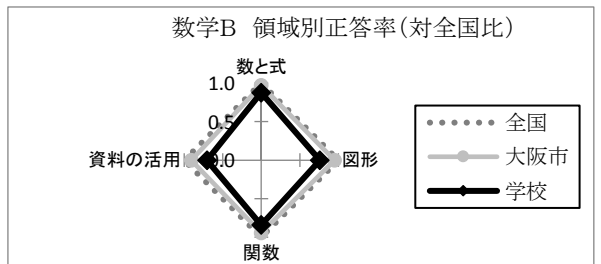 数学B 領域別正答率(対全国比)
数と式
1.0
0.5
0.0
資料の活用
図形
関数
全国
大阪市
学校